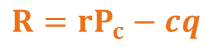 R = rP_c − cq